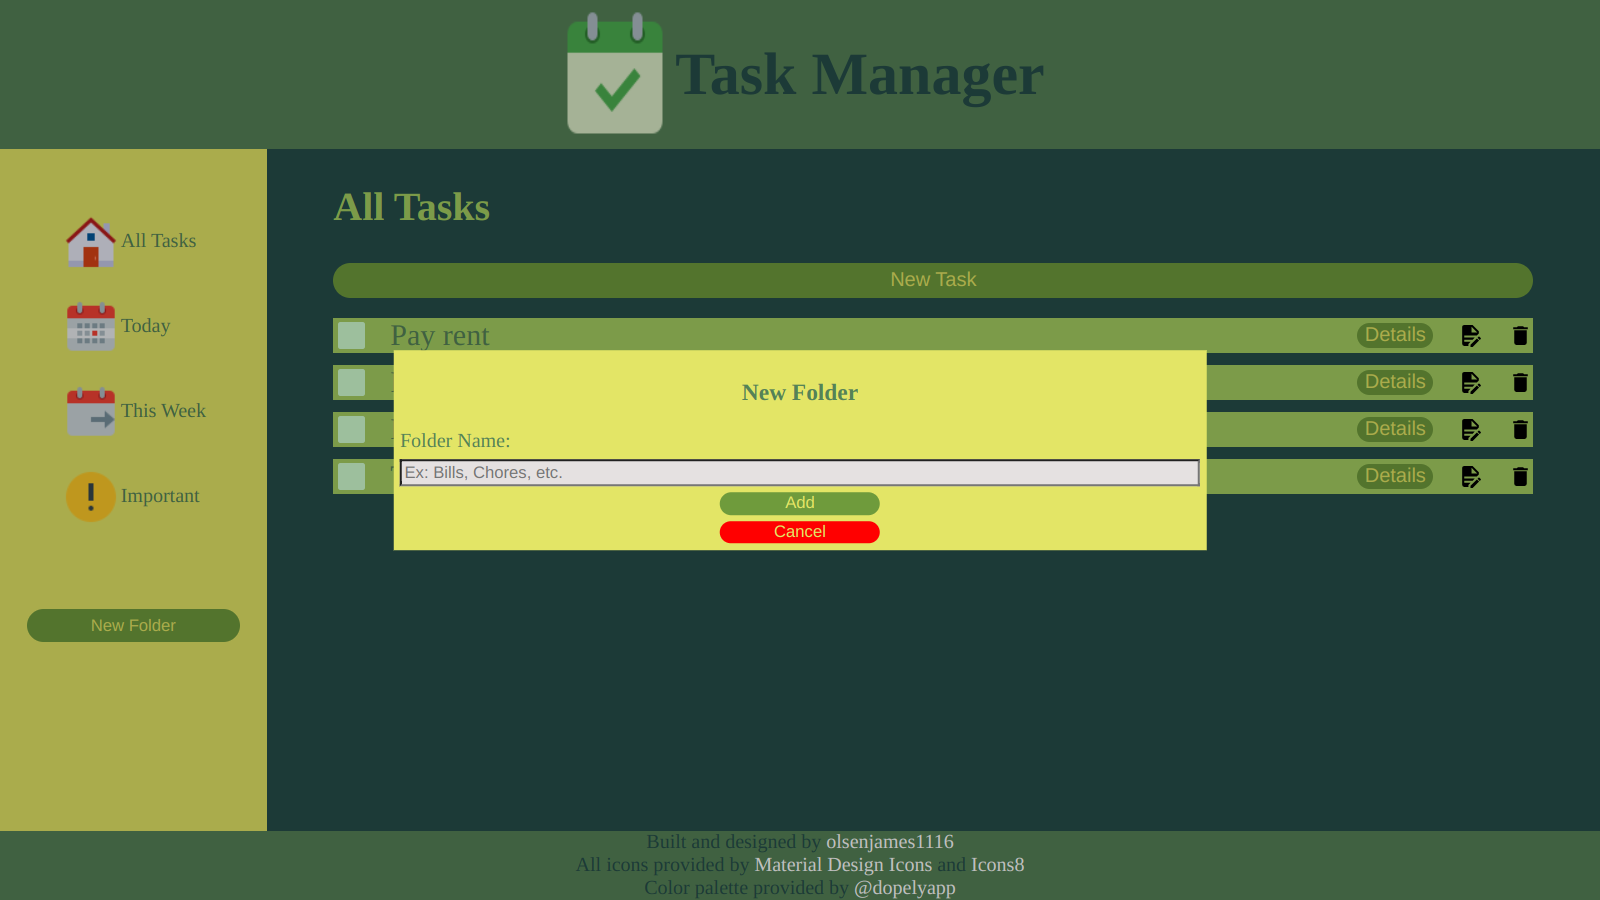 Task Manager
All Tasks
Today
This Week
Important
New Folder
All Tasks
New Task
Pay rent
Details
Details
Details
Details
New Folder
Folder Name:
Ex: Bills, Chores, etc.
Add
Cancel
Built and designed by olsenjames1116
All icons provided by Material Design Icons and Icons8
Color palette provided by @dopelyapp